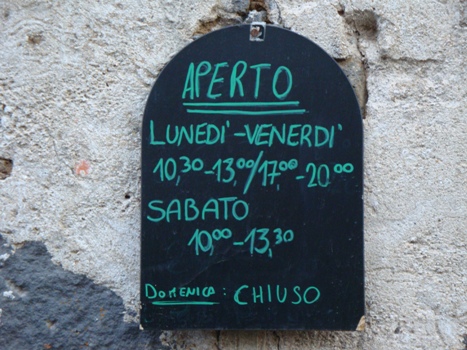 APERTO
LUNEDI'-VENERDI'
10,30-13,00/17,00-20,00
SABATO
10,00-13,30
DOMENICA: CHIUSO